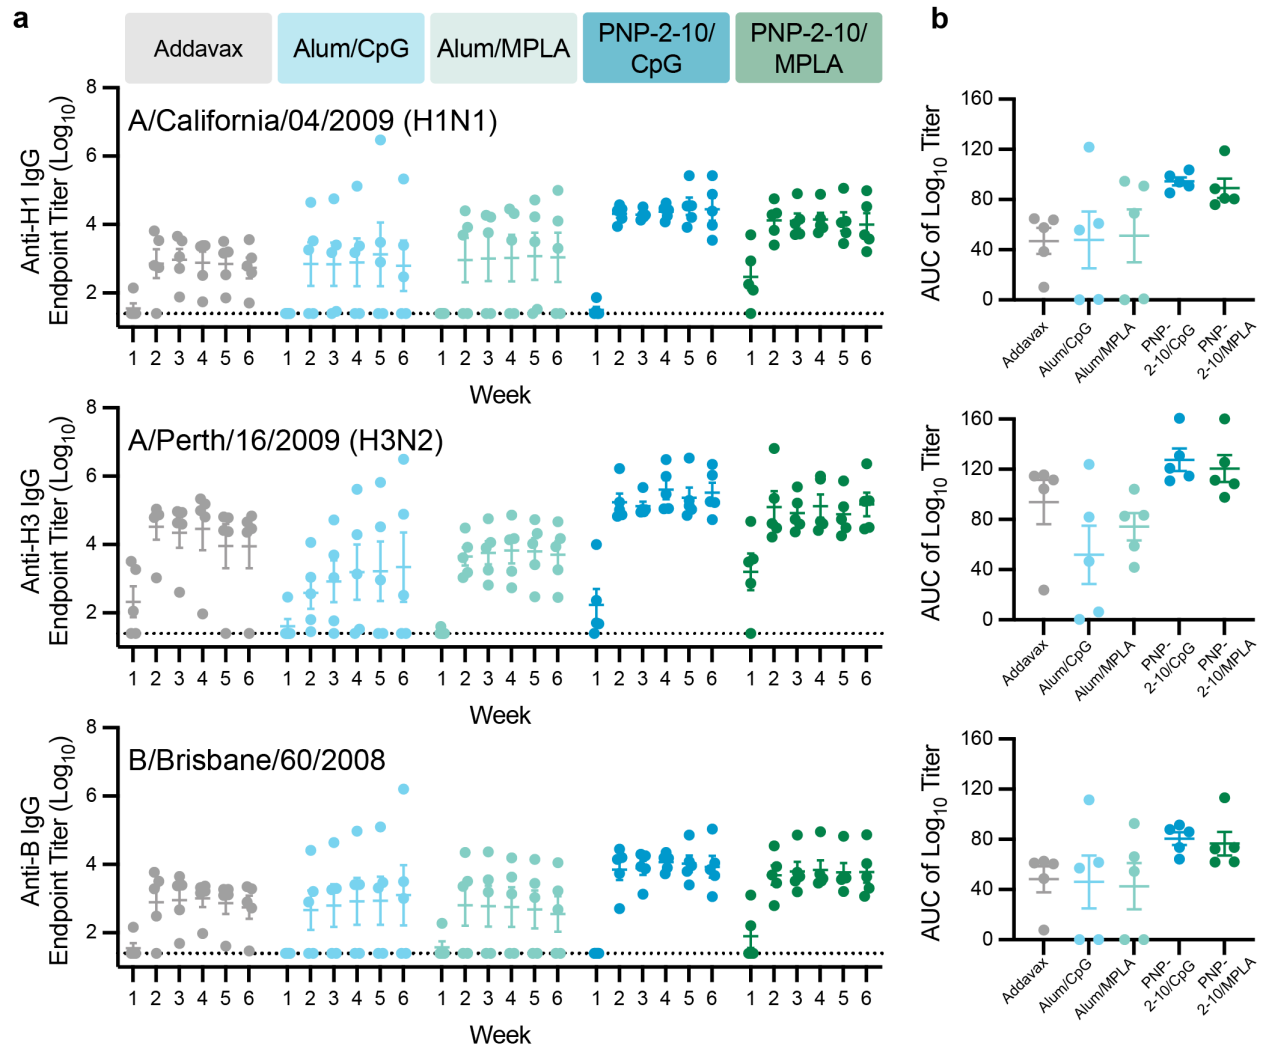 a
b
Addavax
Alum/CpG
Alum/MPLA
PNP-2-10/
CpG
PNP-2-10/
MPLA
A/California/04/2009 (H1N1)
Anti-H1 IgG
Endpoint Titer (Log10)
8
6
4
2
1 2 3 4 5 6 1 2 3 4 5 6 1 2 3 4 5 6 1 2 3 4 5 6 1 2 3 4 5 6
Week
AUC of Log10 Titer
160
120
80
40
0
Addavax
Alum/CpG
Alum/MPLA
PNP-
2-10/CpG
PNP-
2-10/MPLA
A/Perth/16/2009 (H3N2)
Anti-H3 IgG
Endpoint Titer (Log10)
8
6
4
2
1 2 3 4 5 6 1 2 3 4 5 6 1 2 3 4 5 6 1 2 3 4 5 6 1 2 3 4 5 6
Week
AUC of Log10 Titer
160
120
80
40
0
Addavax
Alum/CpG
Alum/MPLA
PNP-
2-10/CpG
PNP-
2-10/MPLA
B/Brisbane/60/2008
Anti-B IgG
Endpoint Titer (Log10)
8
6
4
2
1 2 3 4 5 6 1 2 3 4 5 6 1 2 3 4 5 6 1 2 3 4 5 6 1 2 3 4 5 6
Week
AUC of Log10 Titer
160
120
80
40
0
Addavax
Alum/CpG
Alum/MPLA
PNP-
2-10/CpG
PNP-
2-10/MPLA